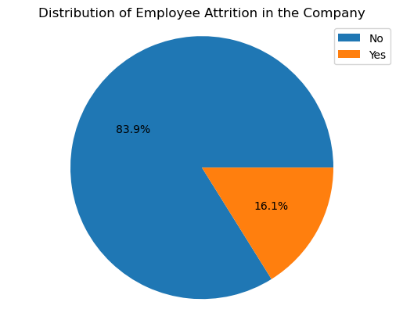 Distribution of Employee Attrition in the Company
No
Yes
83.9%
16.1%